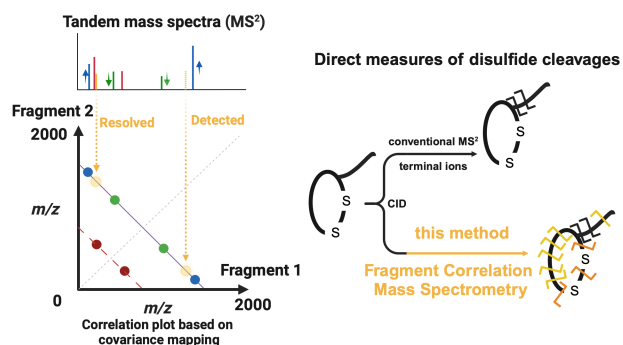 Tandem mass spectra (MS²)
Fragment 2
2000
Resolved
Detected
m/z
Fragment 1
0
m/z
2000
Correlation plot based on
covariance mapping
Direct measures of disulfide cleavages
S
S
CID
conventional MS²
terminal ions
S
S
this method
Fragment Correlation
Mass Spectrometry
S
S